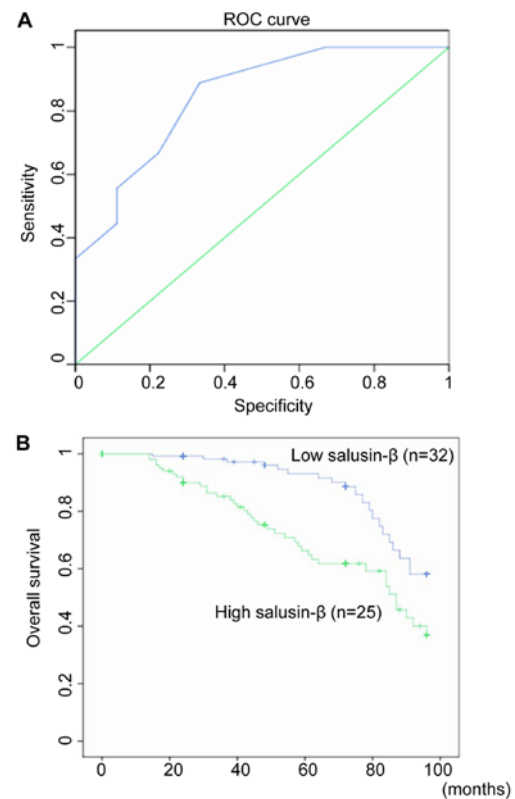 A
ROC curve
1
0.8
0.6
0.4
0.2
0
Sensitivity
0 0.2 0.4 0.6 0.8 1
Specificity
B
1
0.8
0.6
0.4
0.2
0
Overall survival
Low salusin-β (n=32)
High salusin-β (n=25)
0 20 40 60 80 100
(months)